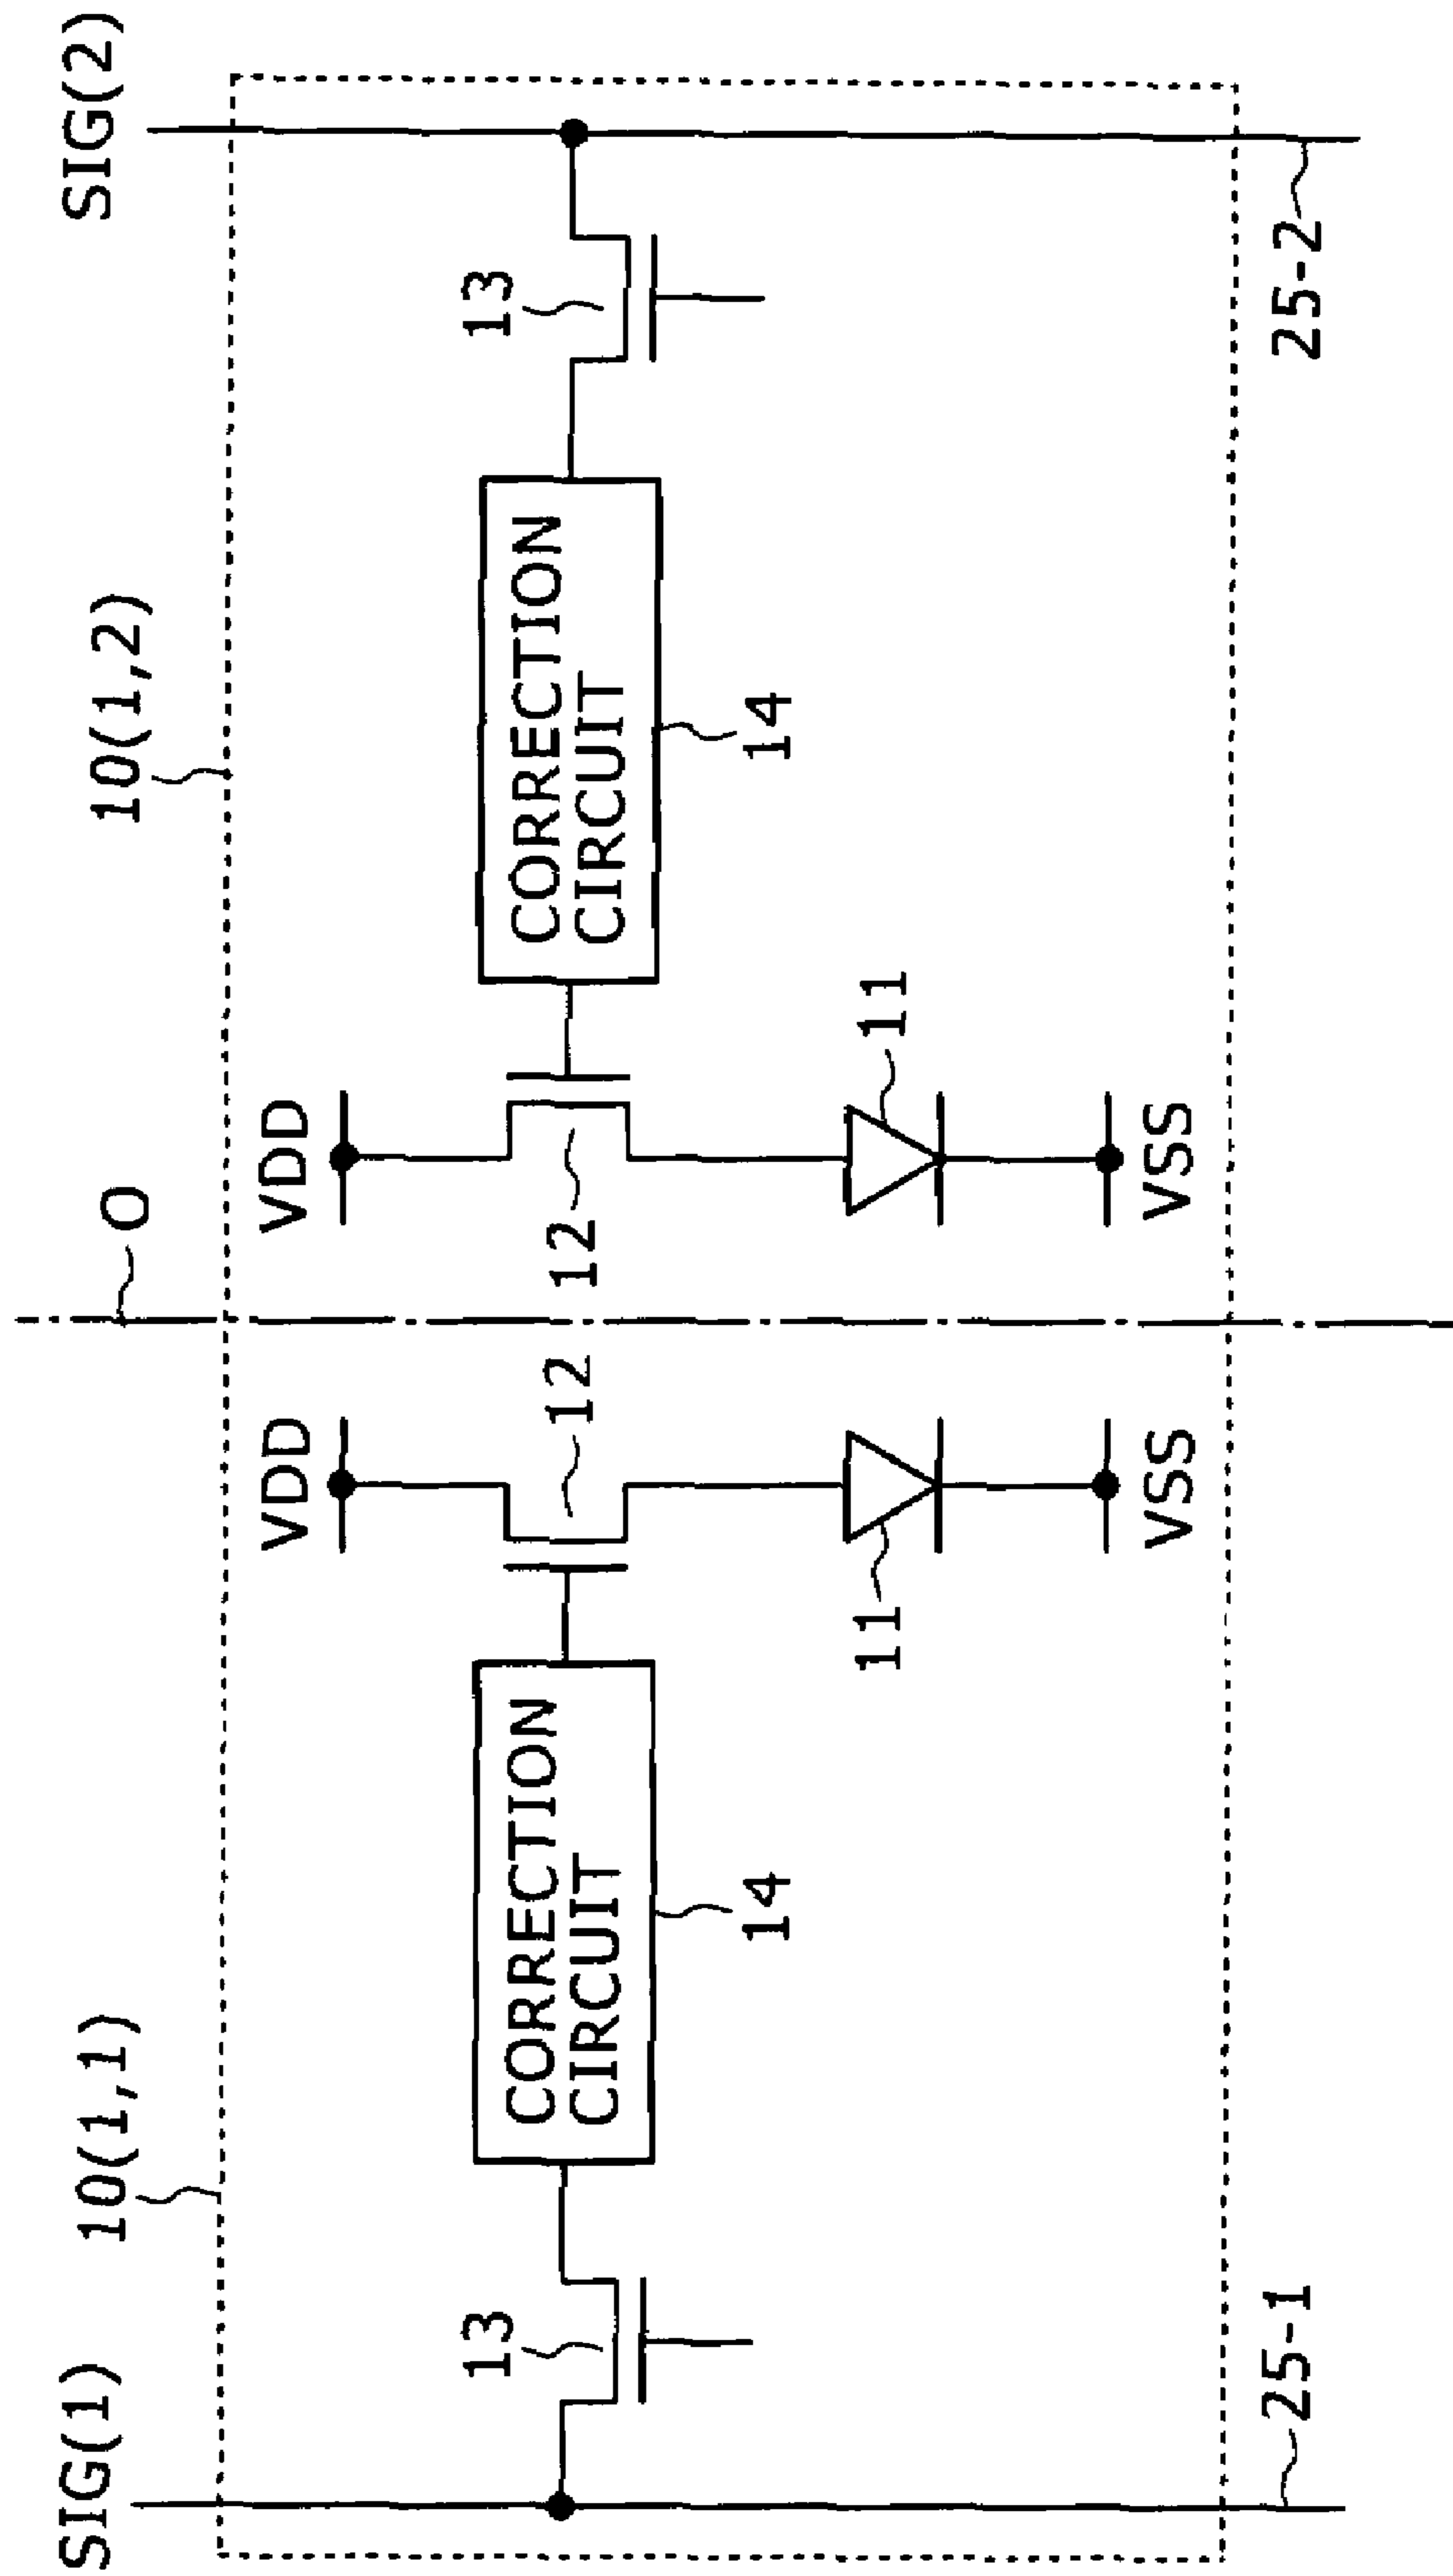 SIG(1)
10(1,1)
O
10(1,2)
SIG(2)
VDD
VDD
13
12
12
13
CORRECTION
CIRCUIT
CORRECTION
CIRCUIT
14
11
11
14
VSS
VSS
25-1
25-2